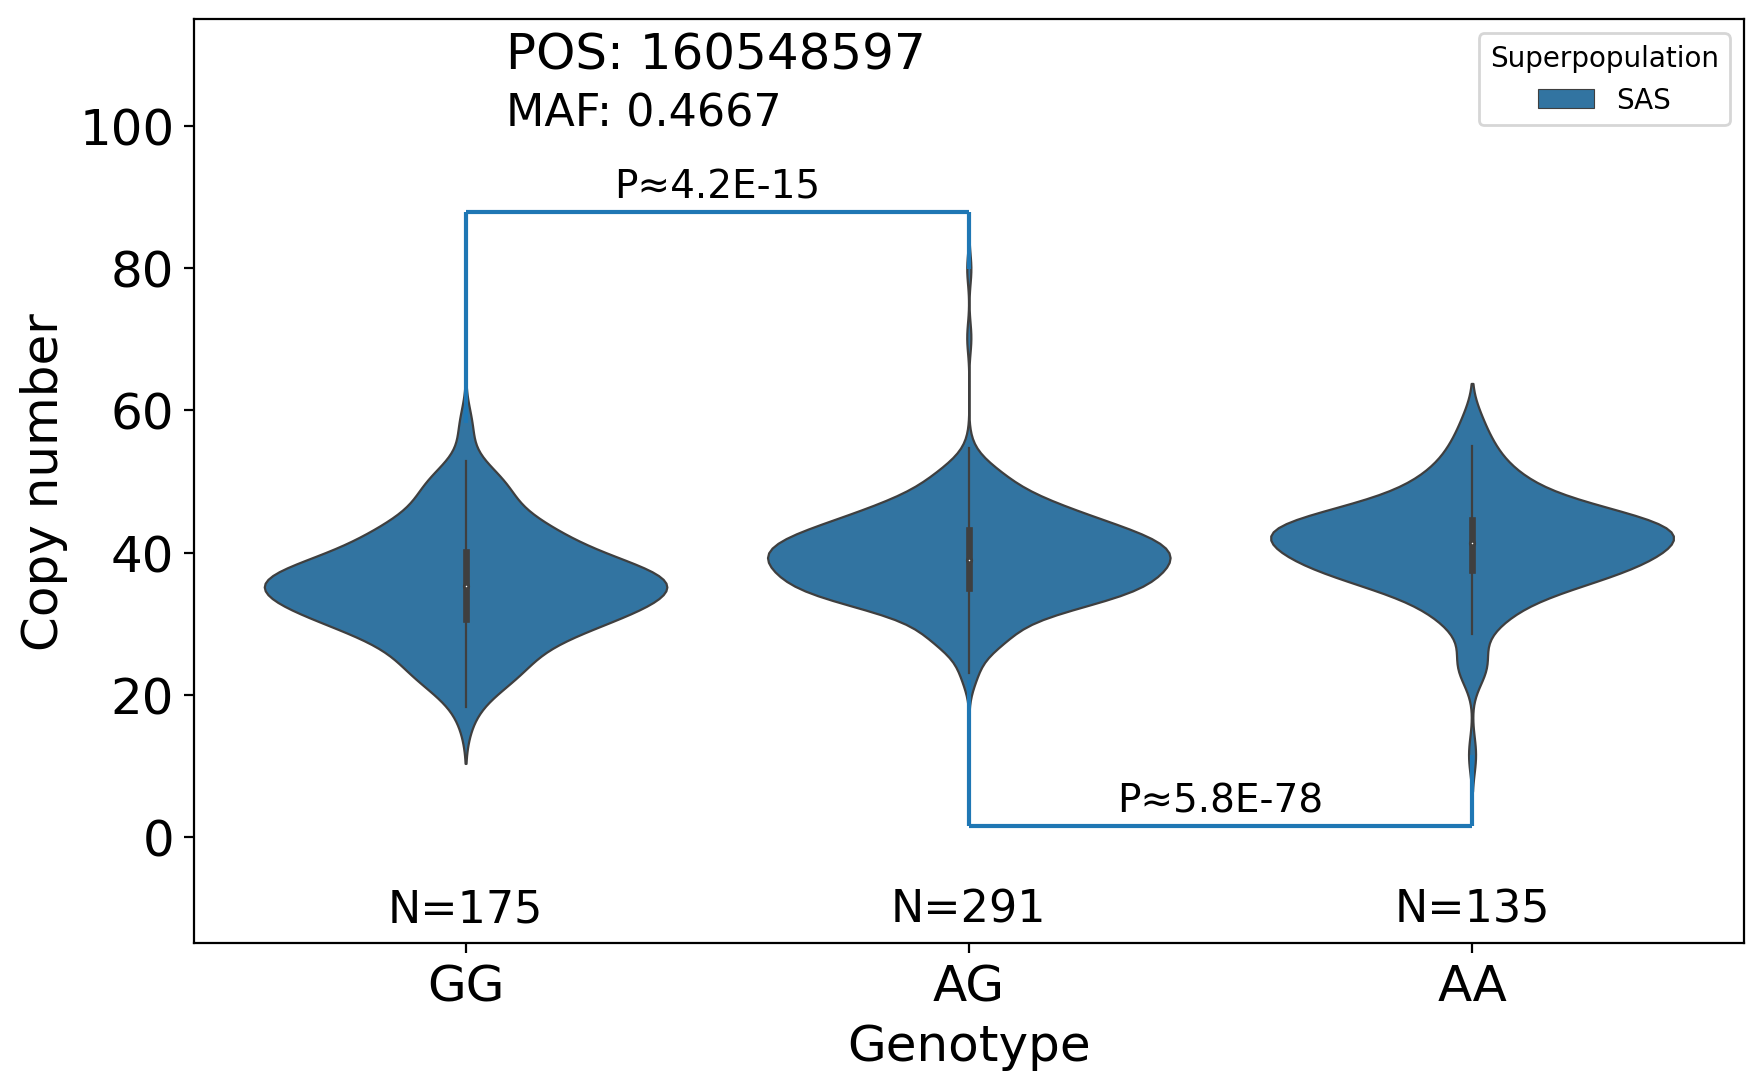 POS: 160548597
MAF: 0.4667
Superpopulation
SAS
P≈4.2E-15
100
80
60
40
20
0
Copy number
P≈5.8E-78
N=175 N=291 N=135
GG AG AA
Genotype